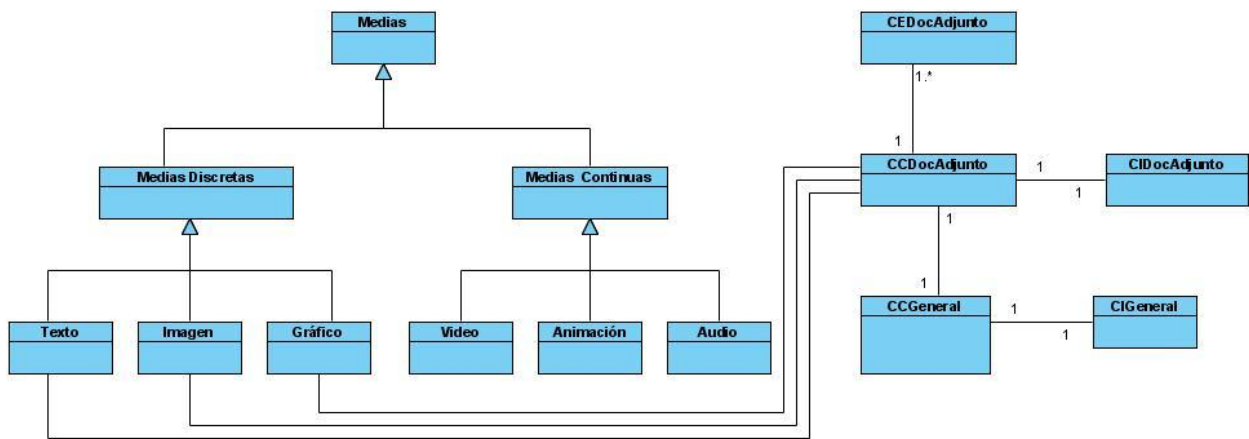 Medias
CEDocAdjunto
1.*
1
Medias Discretas
Medias Continuas
CCDocAdjunto
1
1
CIDocAdjunto
1
1
Texto
Imagen
Gráfico
Video
Animación
Audio
CCGeneral
1
1
CIGeneral